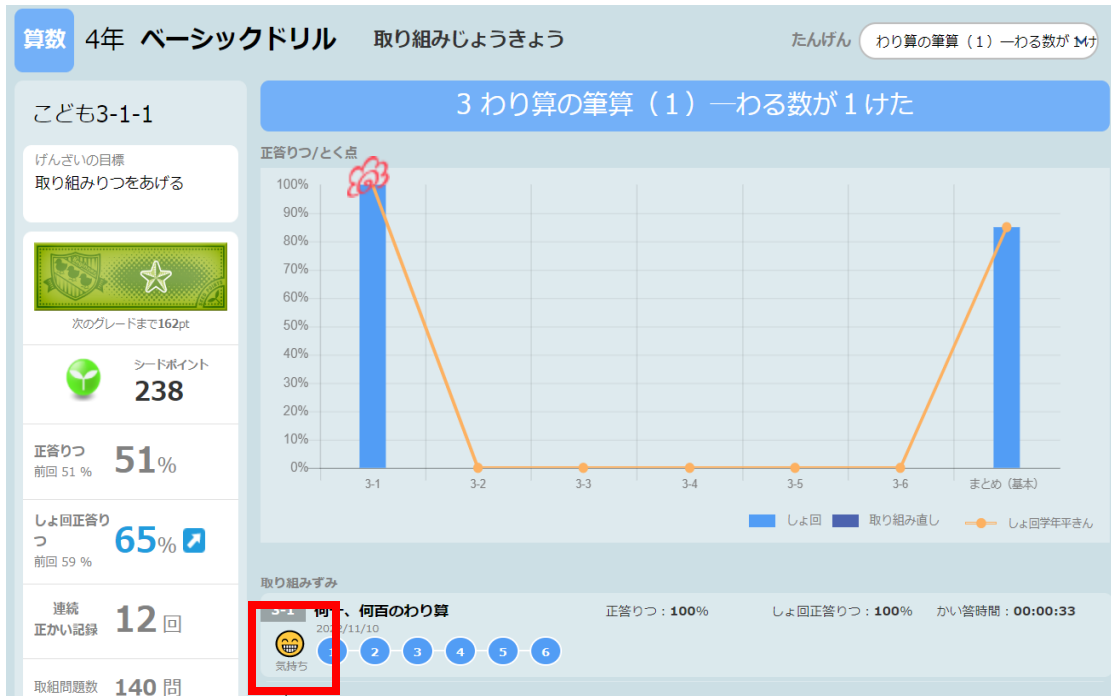 算数 4年 ベーシックドリル 取り組みじょうきょう たんげん わり算の筆算（1）―わる数が
こども3-1-1
げんざいの目標
取り組みりつをあげる
次のグレードまで162pt
シードポイント
238
正答りつ
前回 51 %
51%
しょ回正答り
つ
前回 59 %
65%
連続
正かい記録
12回
取組問題数 140 問
3 わり算の筆算（1）―わる数が1けた
正答りつ/とく点
100%
90%
80%
70%
60%
50%
40%
30%
20%
10%
0%
3-1 3-2 3-3 3-4 3-5 3-6 まとめ（基本）
しょ回 取り組み直し しょ回学年平きん
取り組みずみ
3-1 何十、何百のわり算 正答りつ：100% しょ回正答りつ：100% かい答時間：00:00:33
2022/11/10
1 2 3 4 5 6
気持ち